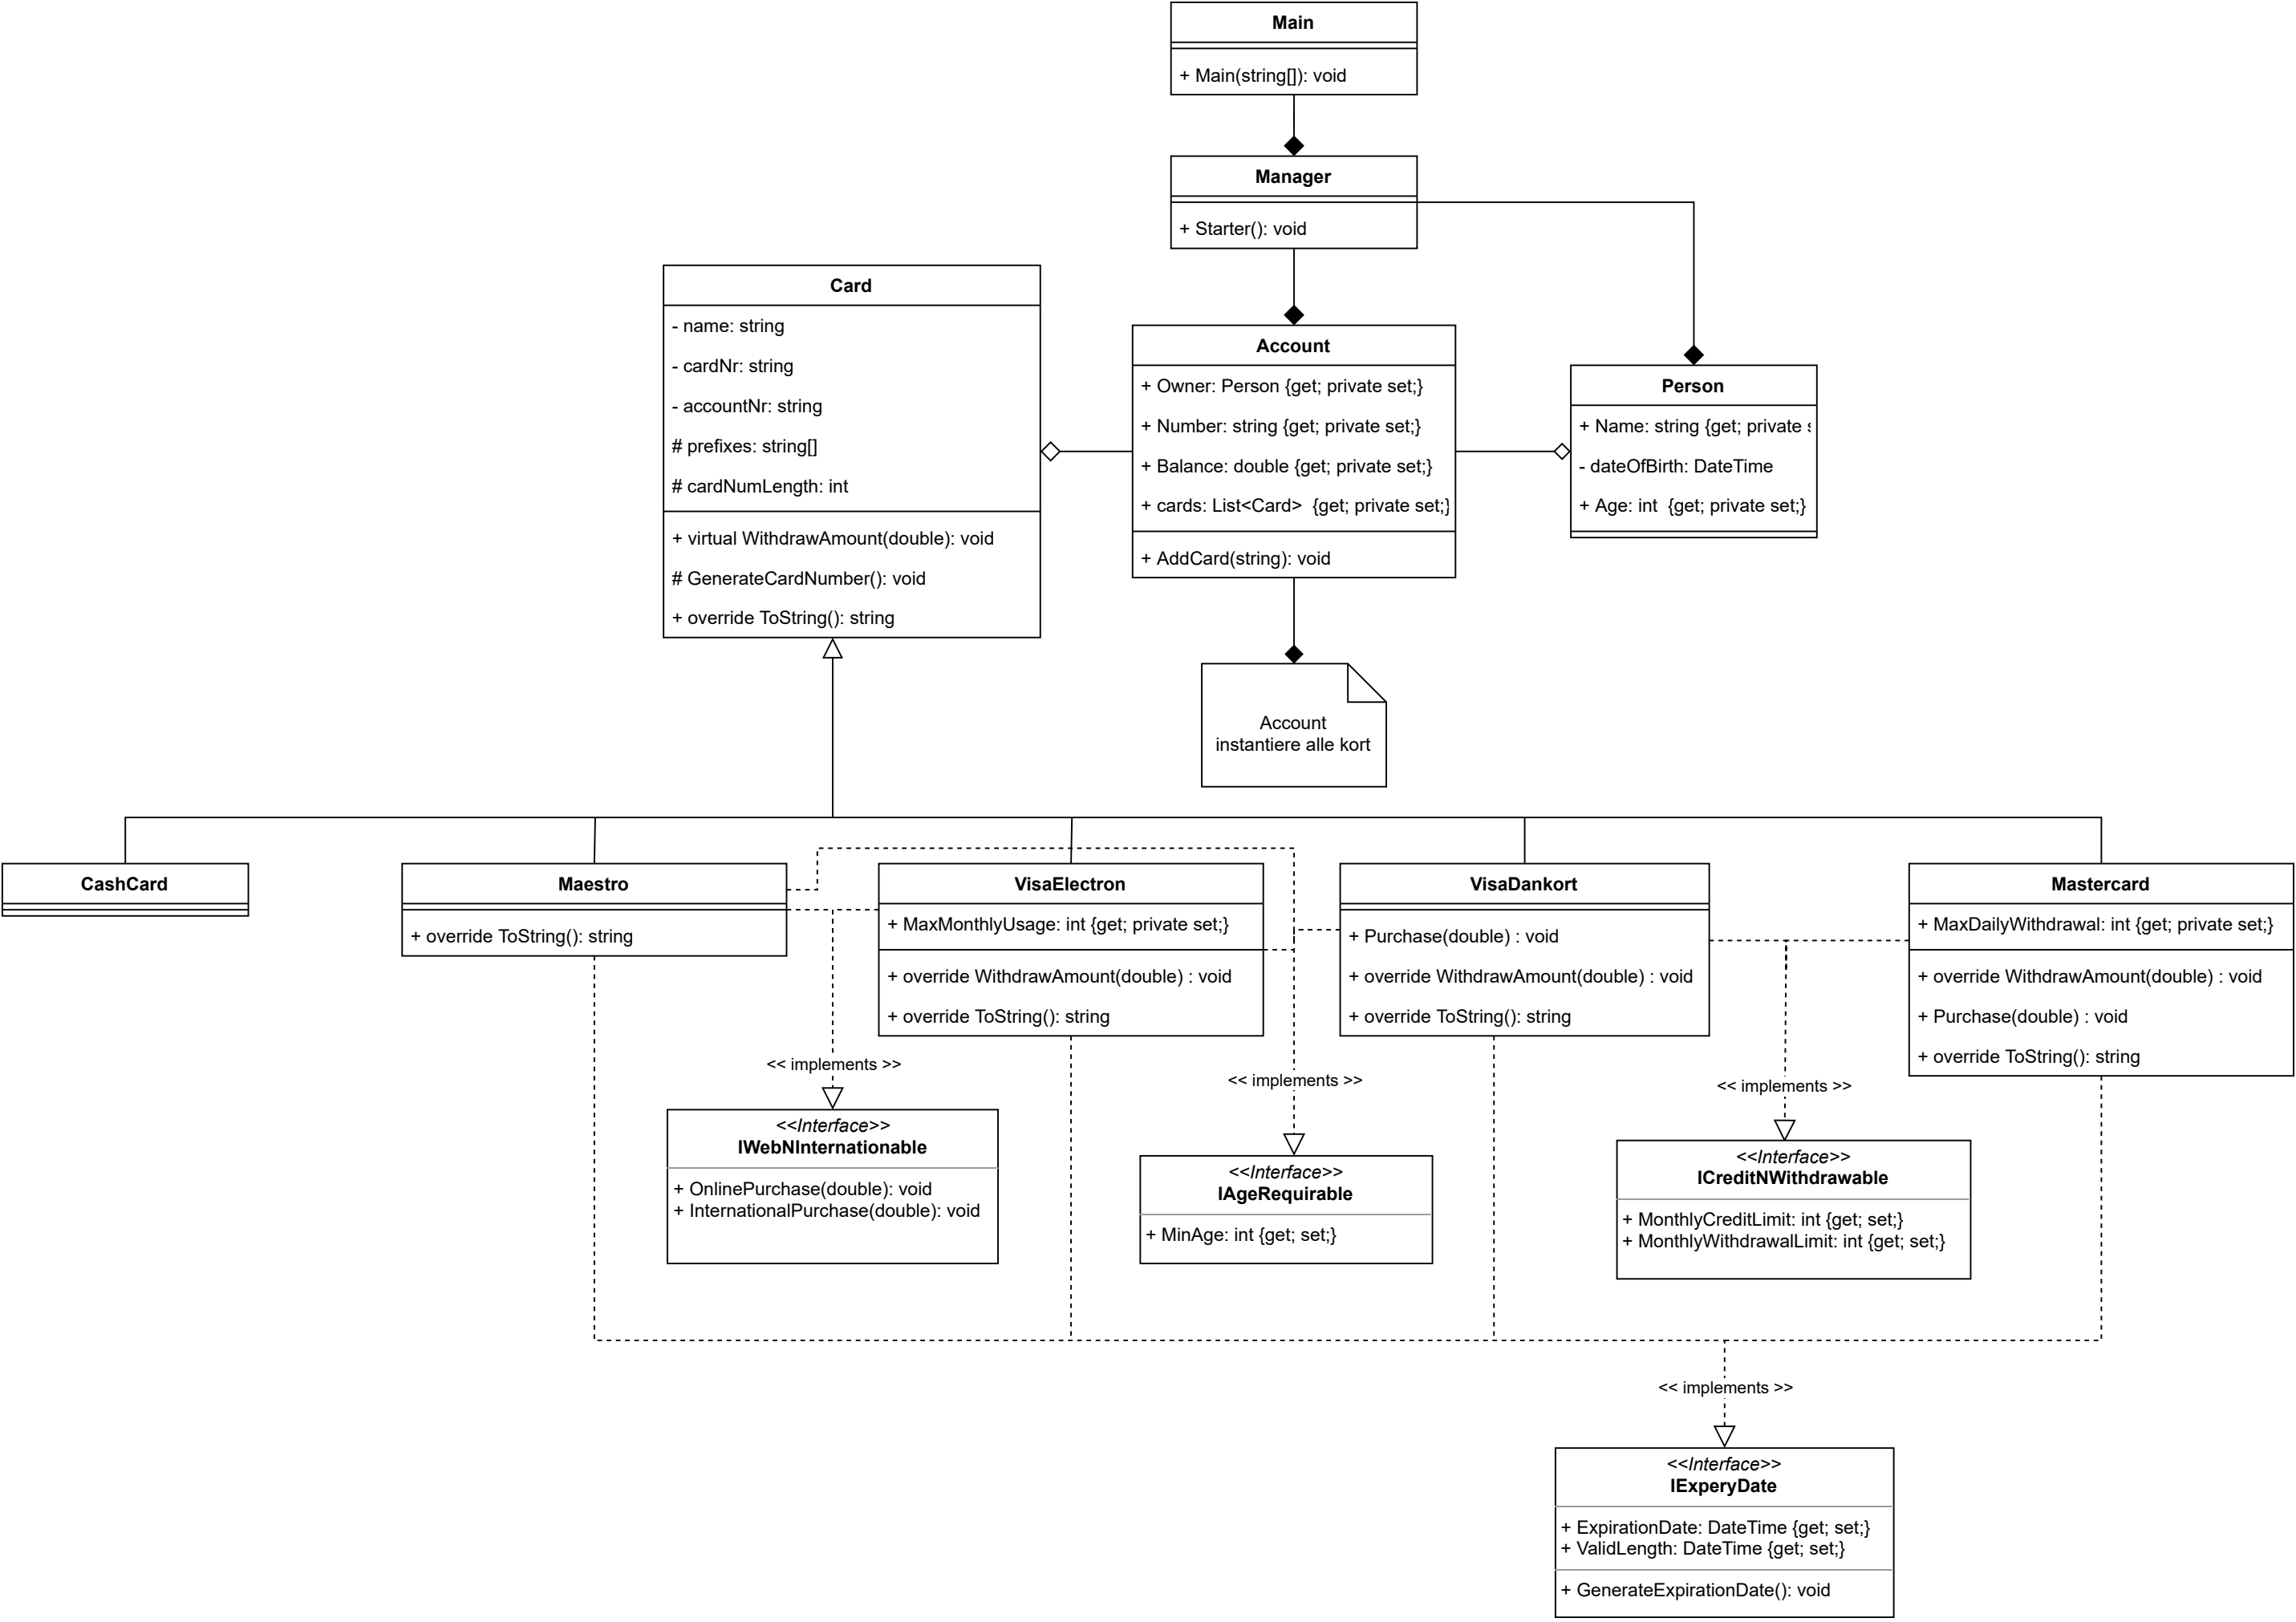 Main
+ Main(string[]): void
Manager
+ Starter(): void
Card
- name: string
- cardNr: string
- accountNr: string
# prefixes: string[]
# cardNumLength: int
+ virtual WithdrawAmount(double): void
# GenerateCardNumber(): void
+ override ToString(): string
Account
+ Owner: Person {get; private set;}
+ Number: string {get; private set;}
+ Balance: double {get; private set;}
+ cards: List<Card>  {get; private set;}
+ AddCard(string): void
Person
+ Name: string {get; private
- dateOfBirth: DateTime
+ Age: int  {get; private set;}
Account
instantiere alle kort
CashCard
Maestro
+ override ToString(): string
VisaElectron
+ MaxMonthlyUsage: int {get; private set;}
+ override WithdrawAmount(double) : void
+ override ToString(): string
VisaDankort
+ Purchase(double) : void
+ override WithdrawAmount(double) : void
+ override ToString(): string
Mastercard
+ MaxDailyWithdrawal: int {get; private set;}
+ override WithdrawAmount(double) : void
+ Purchase(double) : void
+ override ToString(): string
<< implements >>
<< implements >>
<< implements >>
<<Interface>>
IWebNInternationable
+ OnlinePurchase(double): void
+ InternationalPurchase(double): void
<<Interface>>
IAgeRequirable
+ MinAge: int {get; set;}
<<Interface>>
ICreditNWithdrawable
+ MonthlyCreditLimit: int {get; set;}
+ MonthlyWithdrawalLimit: int {get; set;}
<< implements >>
<<Interface>>
IExperyDate
+ ExpirationDate: DateTime {get; set;}
+ ValidLength: DateTime {get; set;}
+ GenerateExpirationDate(): void